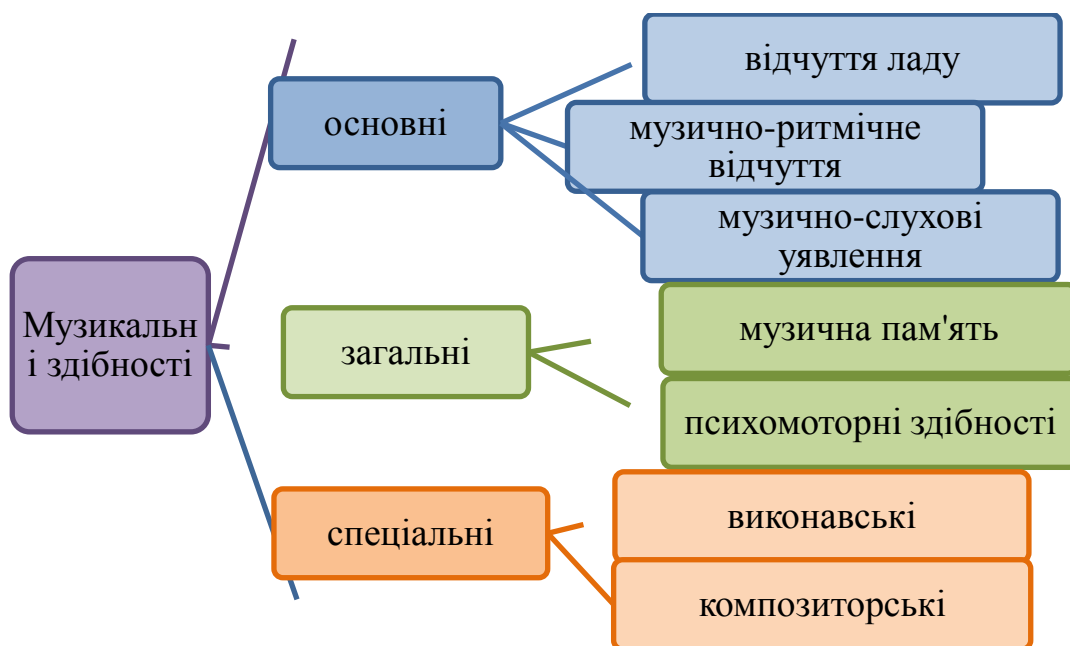 Музикальн
і здібності
основні
відчуття ладу
музично-ритмічне
відчуття
музично-слухові
уявлення
загальні
музична пам'ять
психомоторні здібності
спеціальні
виконавські
композиторські